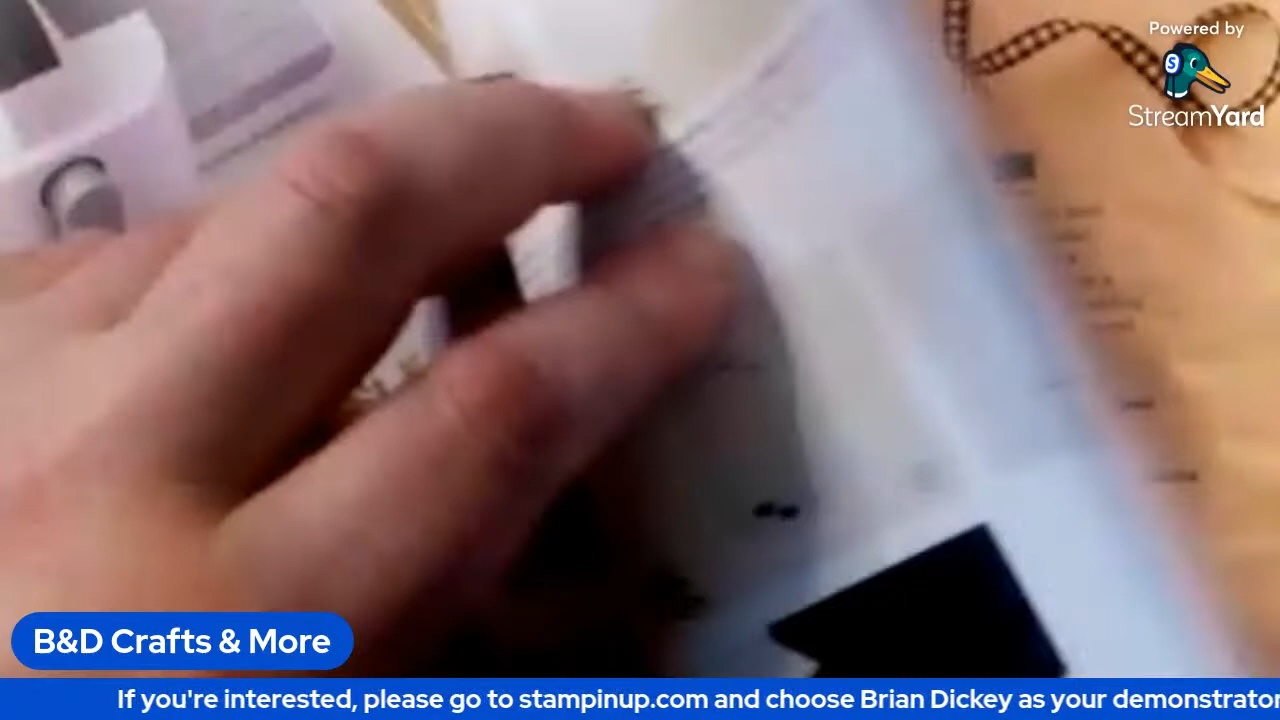 Powered by
StreamYard
B&D Crafts & More
If you're interested, please go to stampinup.com and choose Brian Dickey as your demonstrator